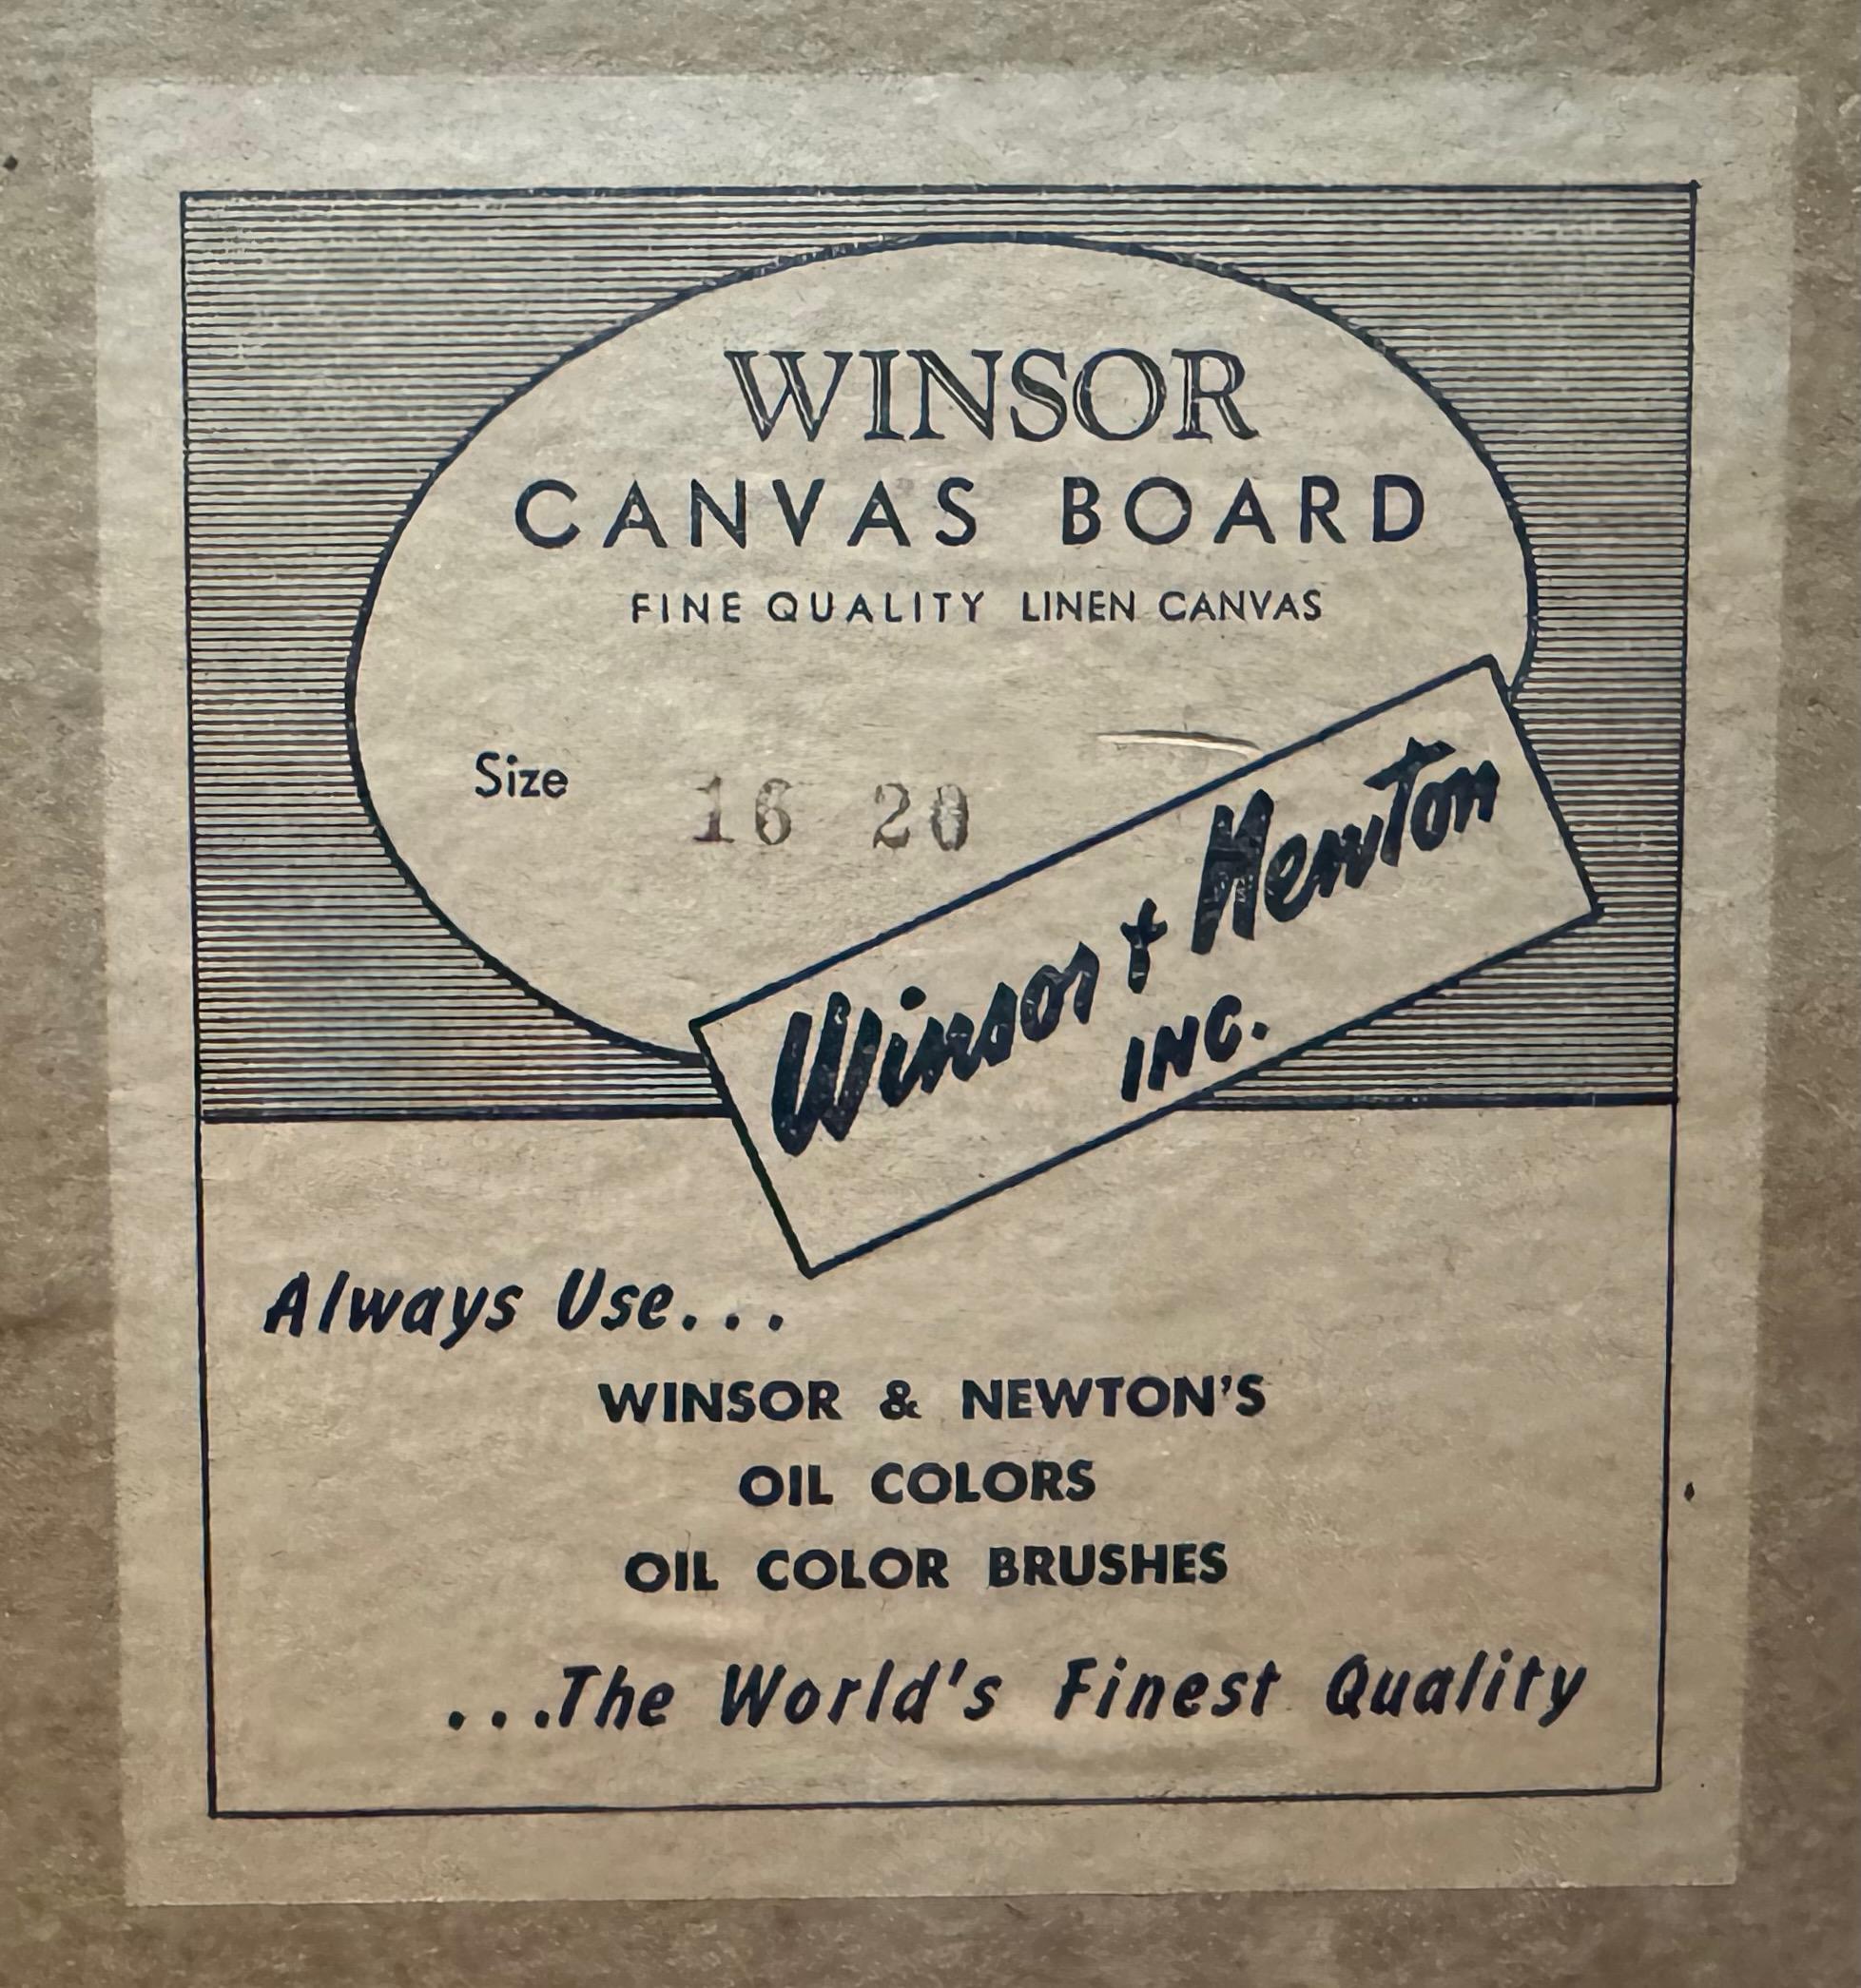 WINSOR
CANVAS BOARD
FINE QUALITY LINEN CANVAS
Size 16 20
Winsor + Newton
INC.
Always Use...
WINSOR & NEWTON'S
OIL COLORS
OIL COLOR BRUSHES
...The World's Finest Quality